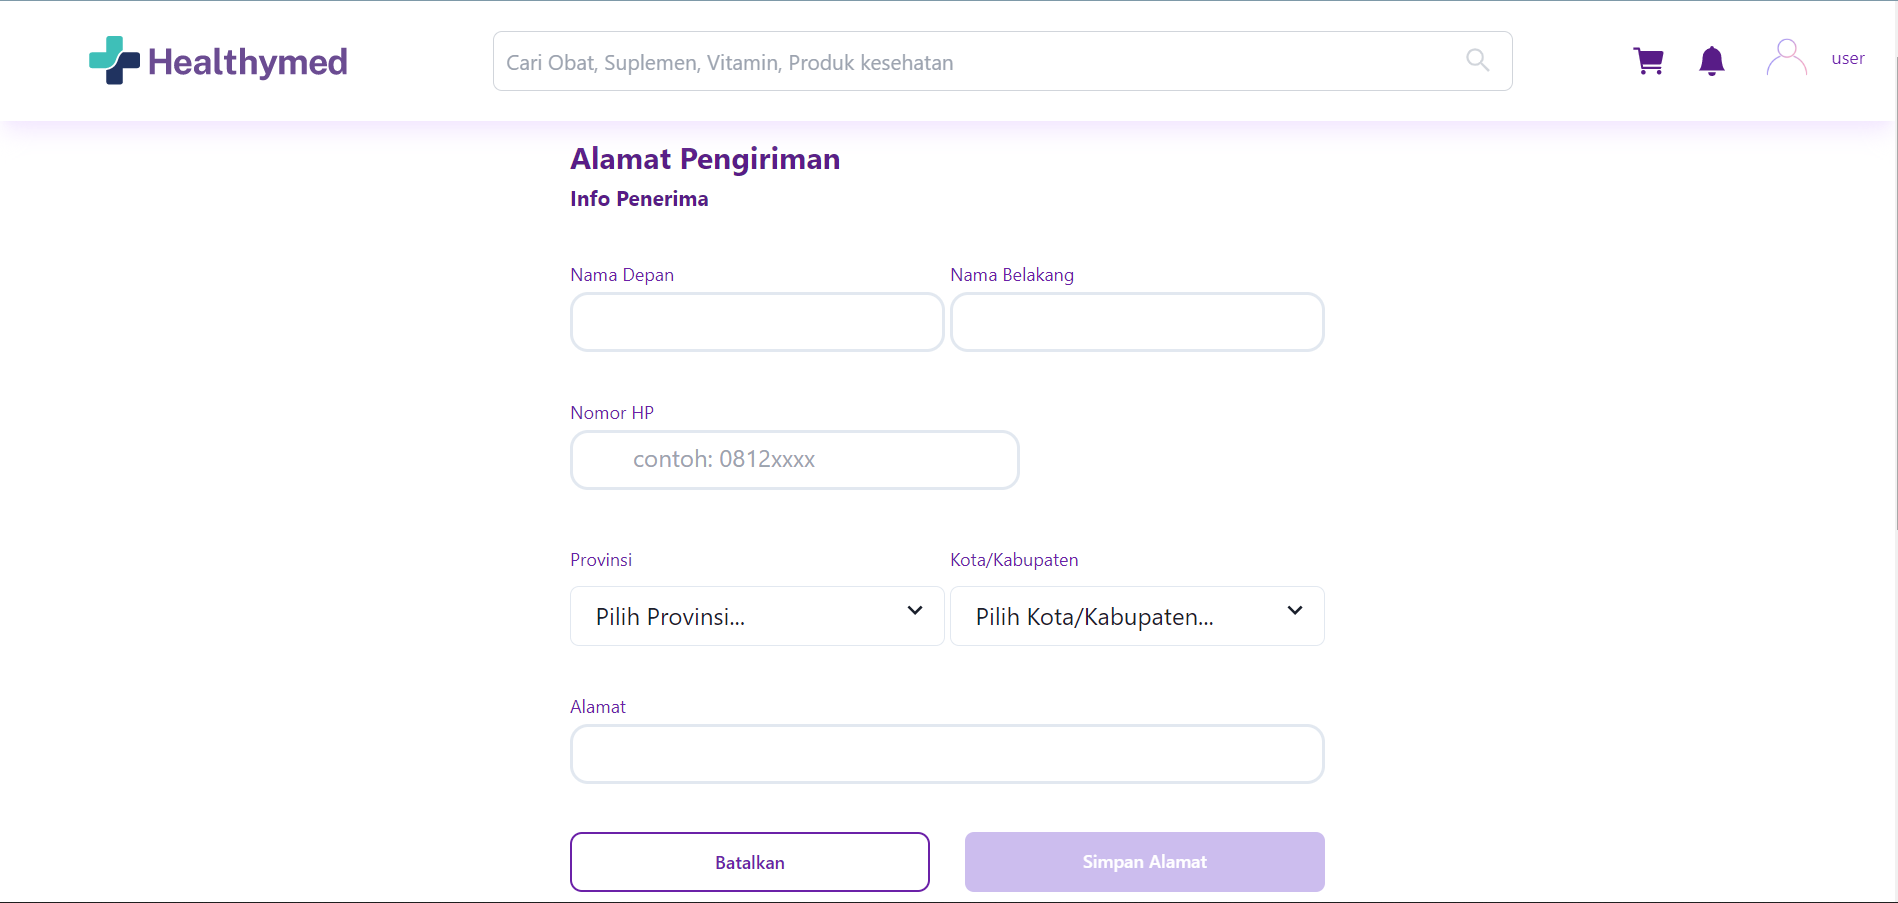 Healthymed
Cari Obat, Suplemen, Vitamin, Produk kesehatan
user
Alamat Pengiriman
Info Penerima
Nama Depan Nama Belakang
Nomor HP
contoh: 0812xxxx
Provinsi Kota/Kabupaten
Pilih Provinsi... Pilih Kota/Kabupaten...
Alamat
Batalkan Simpan Alamat